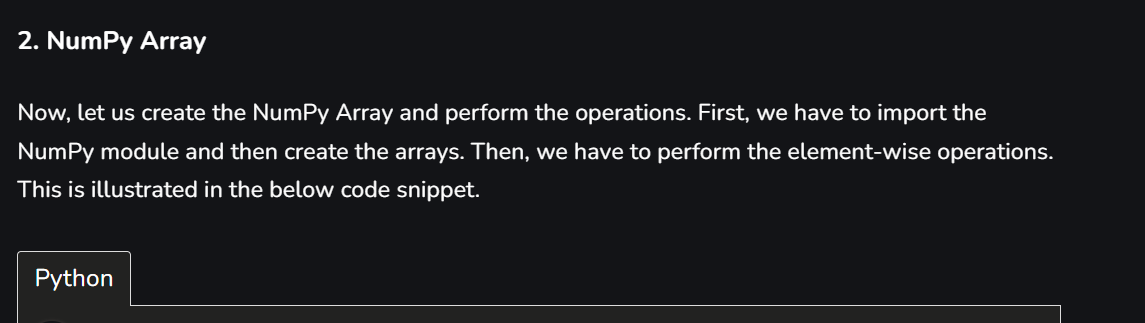 2. NumPy Array
Now, let us create the NumPy Array and perform the operations. First, we have to import the
NumPy module and then create the arrays. Then, we have to perform the element-wise operations.
This is illustrated in the below code snippet.
Python